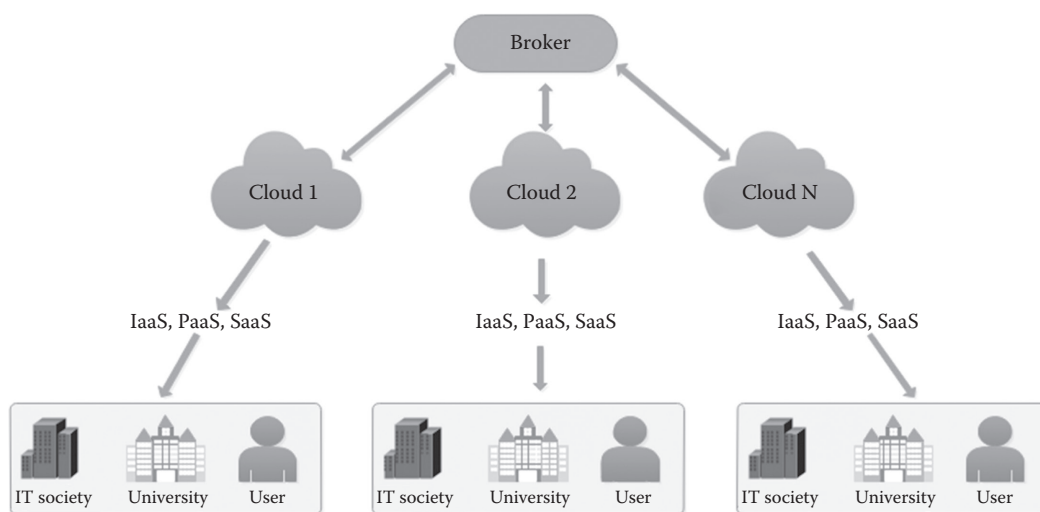 Broker
Cloud 1
Cloud 2
Cloud N
IaaS, PaaS, SaaS
IaaS, PaaS, SaaS
IaaS, PaaS, SaaS
IT society
University
User
IT society
University
User
IT society
University
User